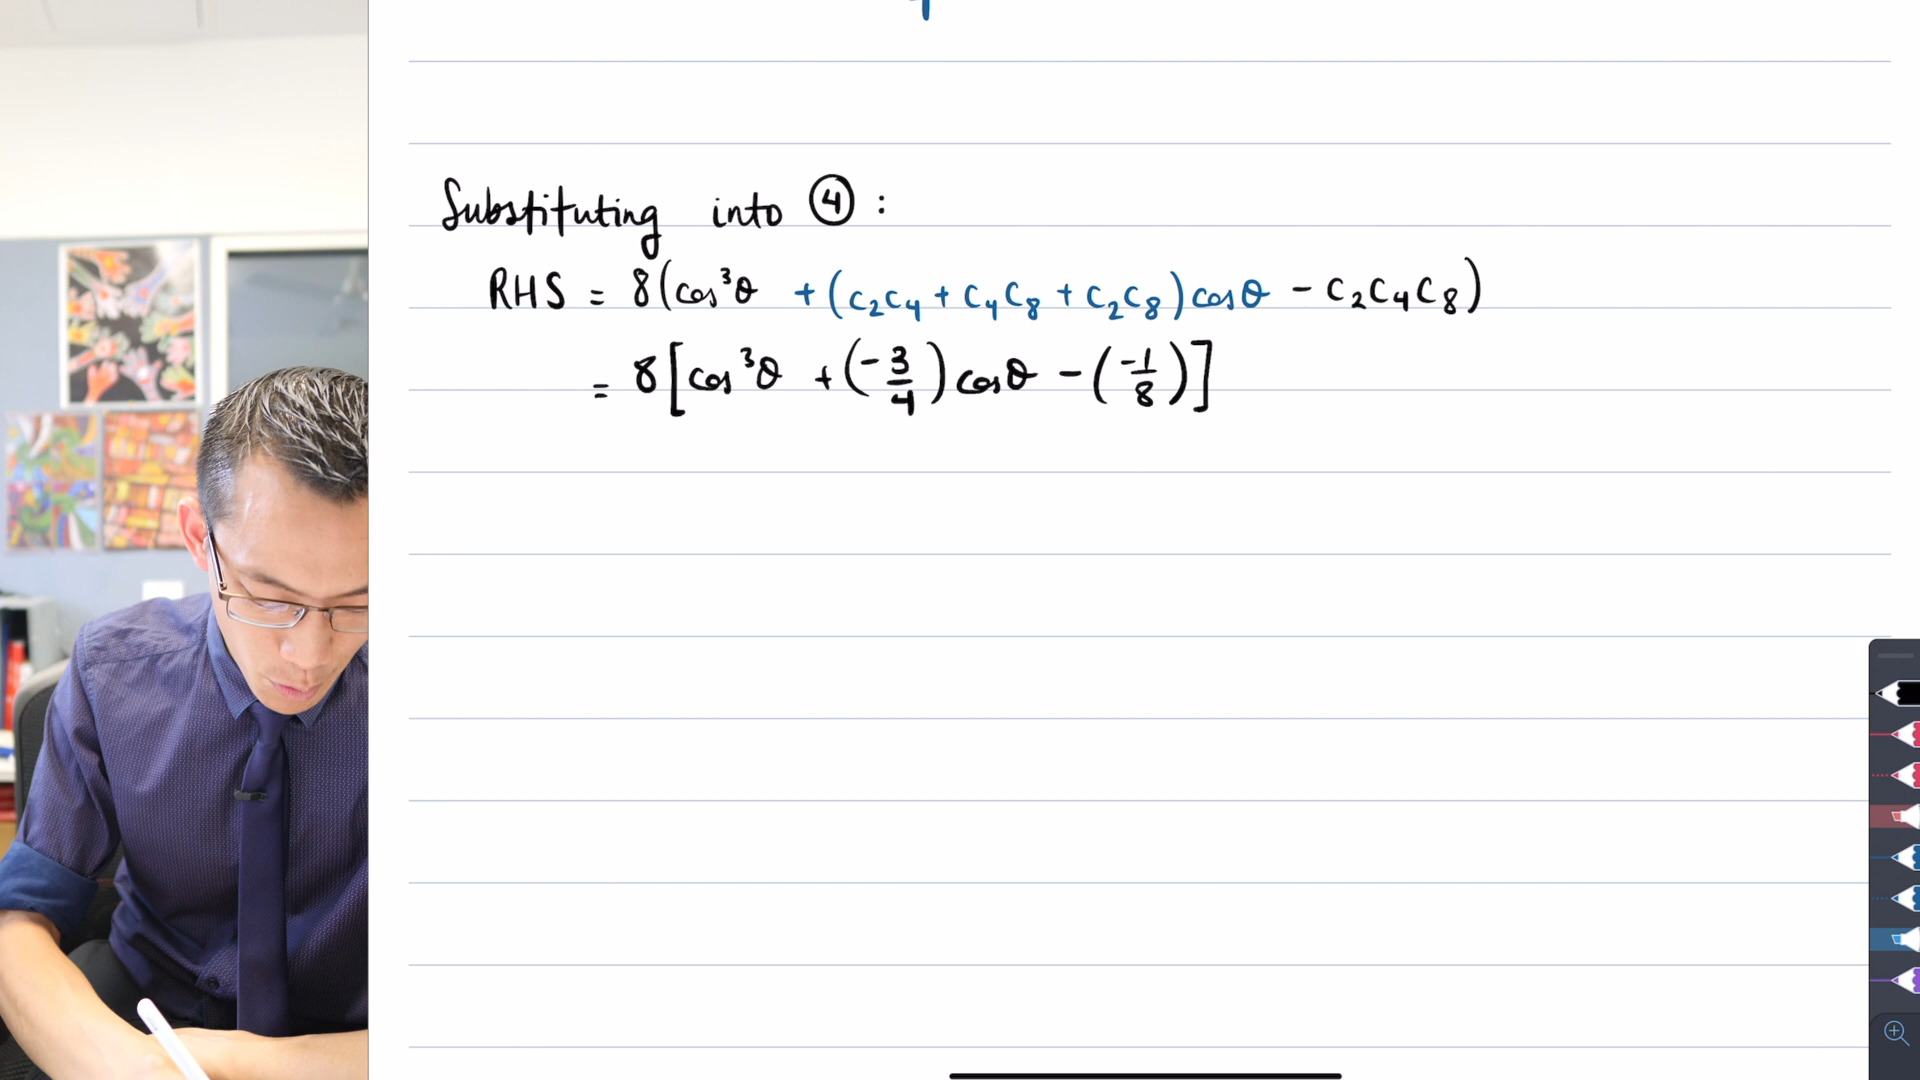 Substituting into ④ :
RHS = 8(cos³θ + (c₂c₄ + c₄c₈ + c₂c₈) cosθ - c₂c₄c₈)
= 8[cos³θ + (-3/4) cosθ - (-1/8)]